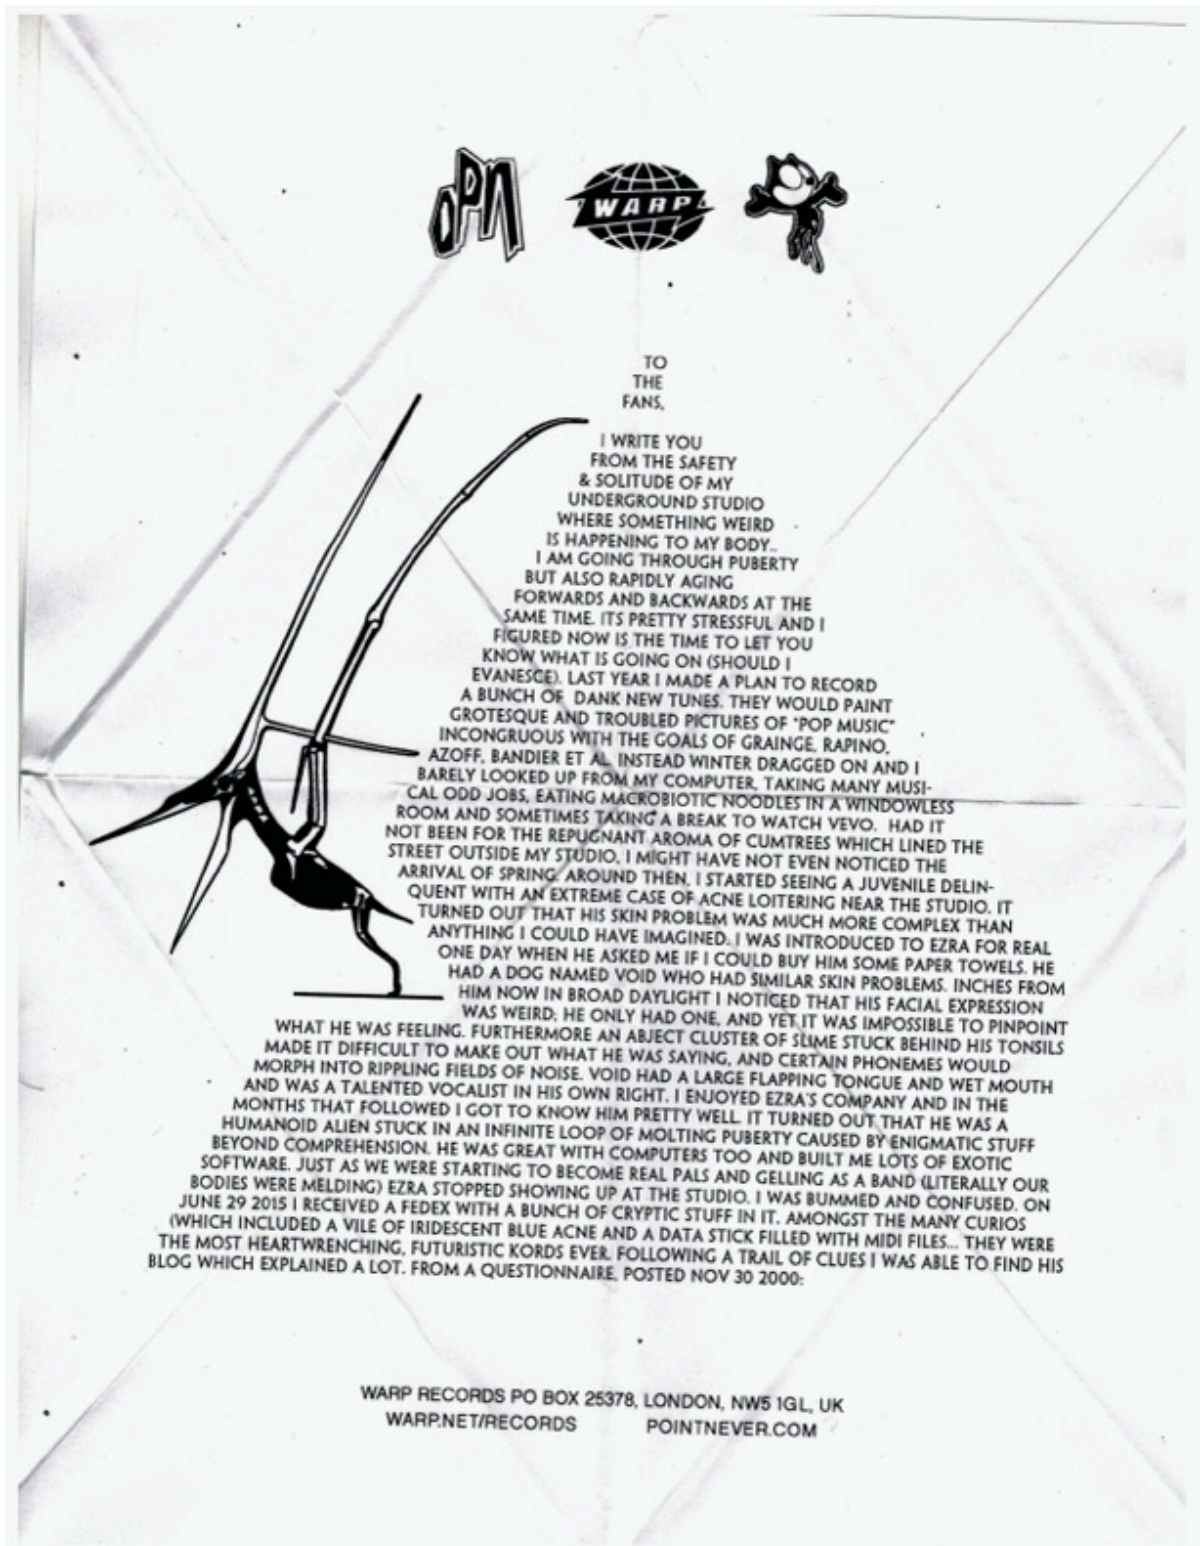 OPN
WARP
TO
THE
FANS,
I WRITE YOU
FROM THE SAFETY
& SOLITUDE OF MY
UNDERGROUND STUDIO
WHERE SOMETHING WEIRD
IS HAPPENING TO MY BODY...
I AM GOING THROUGH PUBERTY
BUT ALSO RAPIDLY AGING
FORWARDS AND BACKWARDS AT THE
SAME TIME. ITS PRETTY STRESSFUL AND I
FIGURED NOW IS THE TIME TO LET YOU
KNOW WHAT IS GOING ON (SHOULD I
EVANESCE). LAST YEAR I MADE A PLAN TO RECORD
A BUNCH OF DANK NEW TUNES. THEY WOULD PAINT
GROTESQUE AND TROUBLED PICTURES OF "POP MUSIC"
INCONGRUOUS WITH THE GOALS OF GRAINGE, RAPINO,
AZOFF, BANDIER ET AL. INSTEAD WINTER DRAGGED ON AND I
BARELY LOOKED UP FROM MY COMPUTER, TAKING MANY MUSI-
CAL ODD JOBS, EATING MACROBIOTIC NOODLES IN A WINDOWLESS
ROOM AND SOMETIMES TAKING A BREAK TO WATCH VEVO. HAD IT
NOT BEEN FOR THE REPUGNANT AROMA OF CUMTREES WHICH LINED THE
STREET OUTSIDE MY STUDIO, I MIGHT HAVE NOT EVEN NOTICED THE
ARRIVAL OF SPRING. AROUND THEN, I STARTED SEEING A JUVENILE DELIN-
QUENT WITH AN EXTREME CASE OF ACNE LOITERING NEAR THE STUDIO. IT
TURNED OUT THAT HIS SKIN PROBLEM WAS MUCH MORE COMPLEX THAN
ANYTHING I COULD HAVE IMAGINED. I WAS INTRODUCED TO EZRA FOR REAL
ONE DAY WHEN HE ASKED ME IF I COULD BUY HIM SOME PAPER TOWELS. HE
HAD A DOG NAMED VOID WHO HAD SIMILAR SKIN PROBLEMS. INCHES FROM
HIM NOW IN BROAD DAYLIGHT I NOTICED THAT HIS FACIAL EXPRESSION
WAS WEIRD; HE ONLY HAD ONE, AND YET IT WAS IMPOSSIBLE TO PINPOINT
WHAT HE WAS FEELING. FURTHERMORE AN ABJECT CLUSTER OF SLIME STUCK BEHIND HIS TONSILS
MADE IT DIFFICULT TO MAKE OUT WHAT HE WAS SAYING, AND CERTAIN PHONEMES WOULD
MORPH INTO RIPPLING FIELDS OF NOISE. VOID HAD A LARGE FLAPPING TONGUE AND WET MOUTH
AND WAS A TALENTED VOCALIST IN HIS OWN RIGHT. I ENJOYED EZRA'S COMPANY AND IN THE
MONTHS THAT FOLLOWED I GOT TO KNOW HIM PRETTY WELL. IT TURNED OUT THAT HE WAS A
HUMANOID ALIEN STUCK IN AN INFINITE LOOP OF MOLTING PUBERTY CAUSED BY ENIGMATIC STUFF
BEYOND COMPREHENSION. HE WAS GREAT WITH COMPUTERS TOO AND BUILT ME LOTS OF EXOTIC
SOFTWARE. JUST AS WE WERE STARTING TO BECOME REAL PALS AND GELLING AS A BAND (LITERALLY OUR
BODIES WERE MELDING) EZRA STOPPED SHOWING UP AT THE STUDIO. I WAS BUMMED AND CONFUSED. ON
JUNE 29 2015 I RECEIVED A FEDEX WITH A BUNCH OF CRYPTIC STUFF IN IT. AMONGST THE MANY CURIOS
(WHICH INCLUDED A VILE OF IRIDESCENT BLUE ACNE AND A DATA STICK FILLED WITH MIDI FILES... THEY WERE
THE MOST HEARTWRENCHING, FUTURISTIC KORDS EVER. FOLLOWING A TRAIL OF CLUES I WAS ABLE TO FIND HIS
BLOG WHICH EXPLAINED A LOT. FROM A QUESTIONNAIRE, POSTED NOV 30 2000:
WARP RECORDS PO BOX 25378, LONDON, NW5 1GL, UK
WARP.NET/RECORDS POINTNEVER.COM